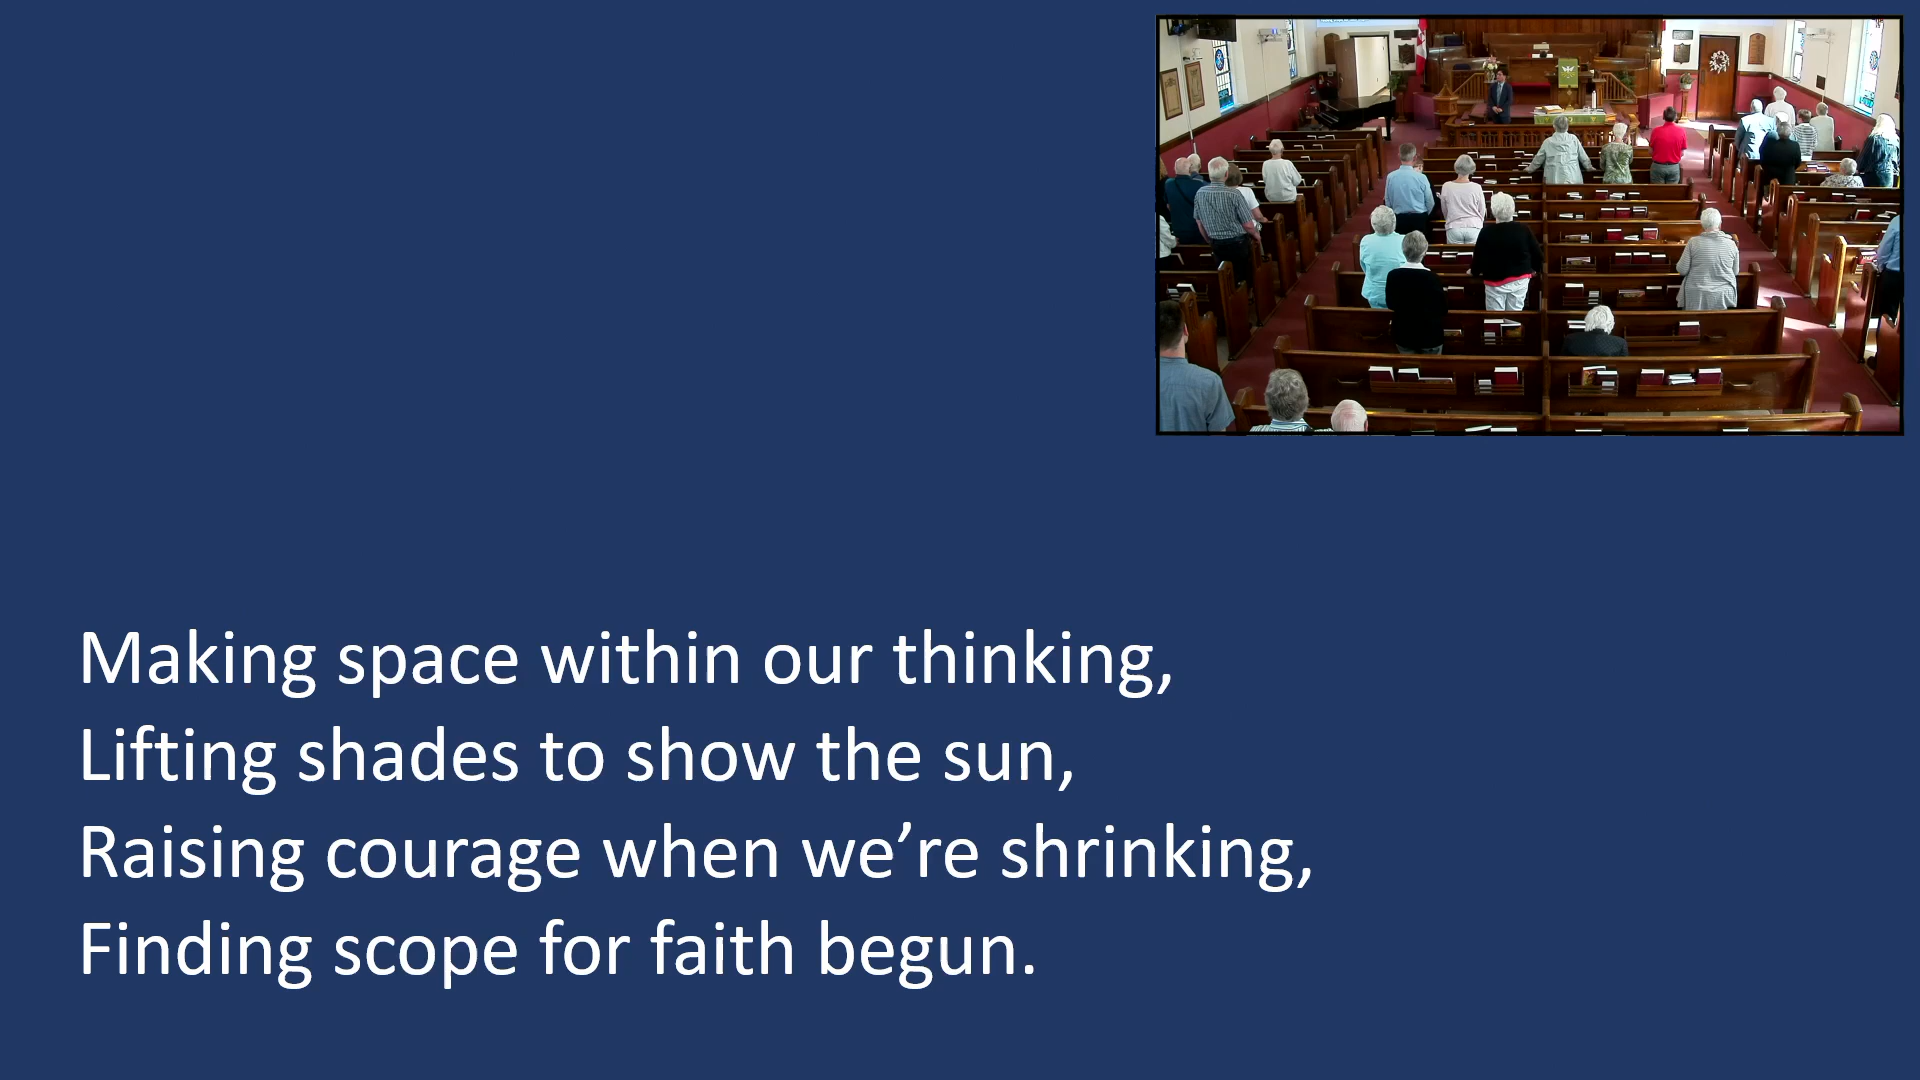 Making space within our thinking,
Lifting shades to show the sun,
Raising courage when we’re shrinking,
Finding scope for faith begun.